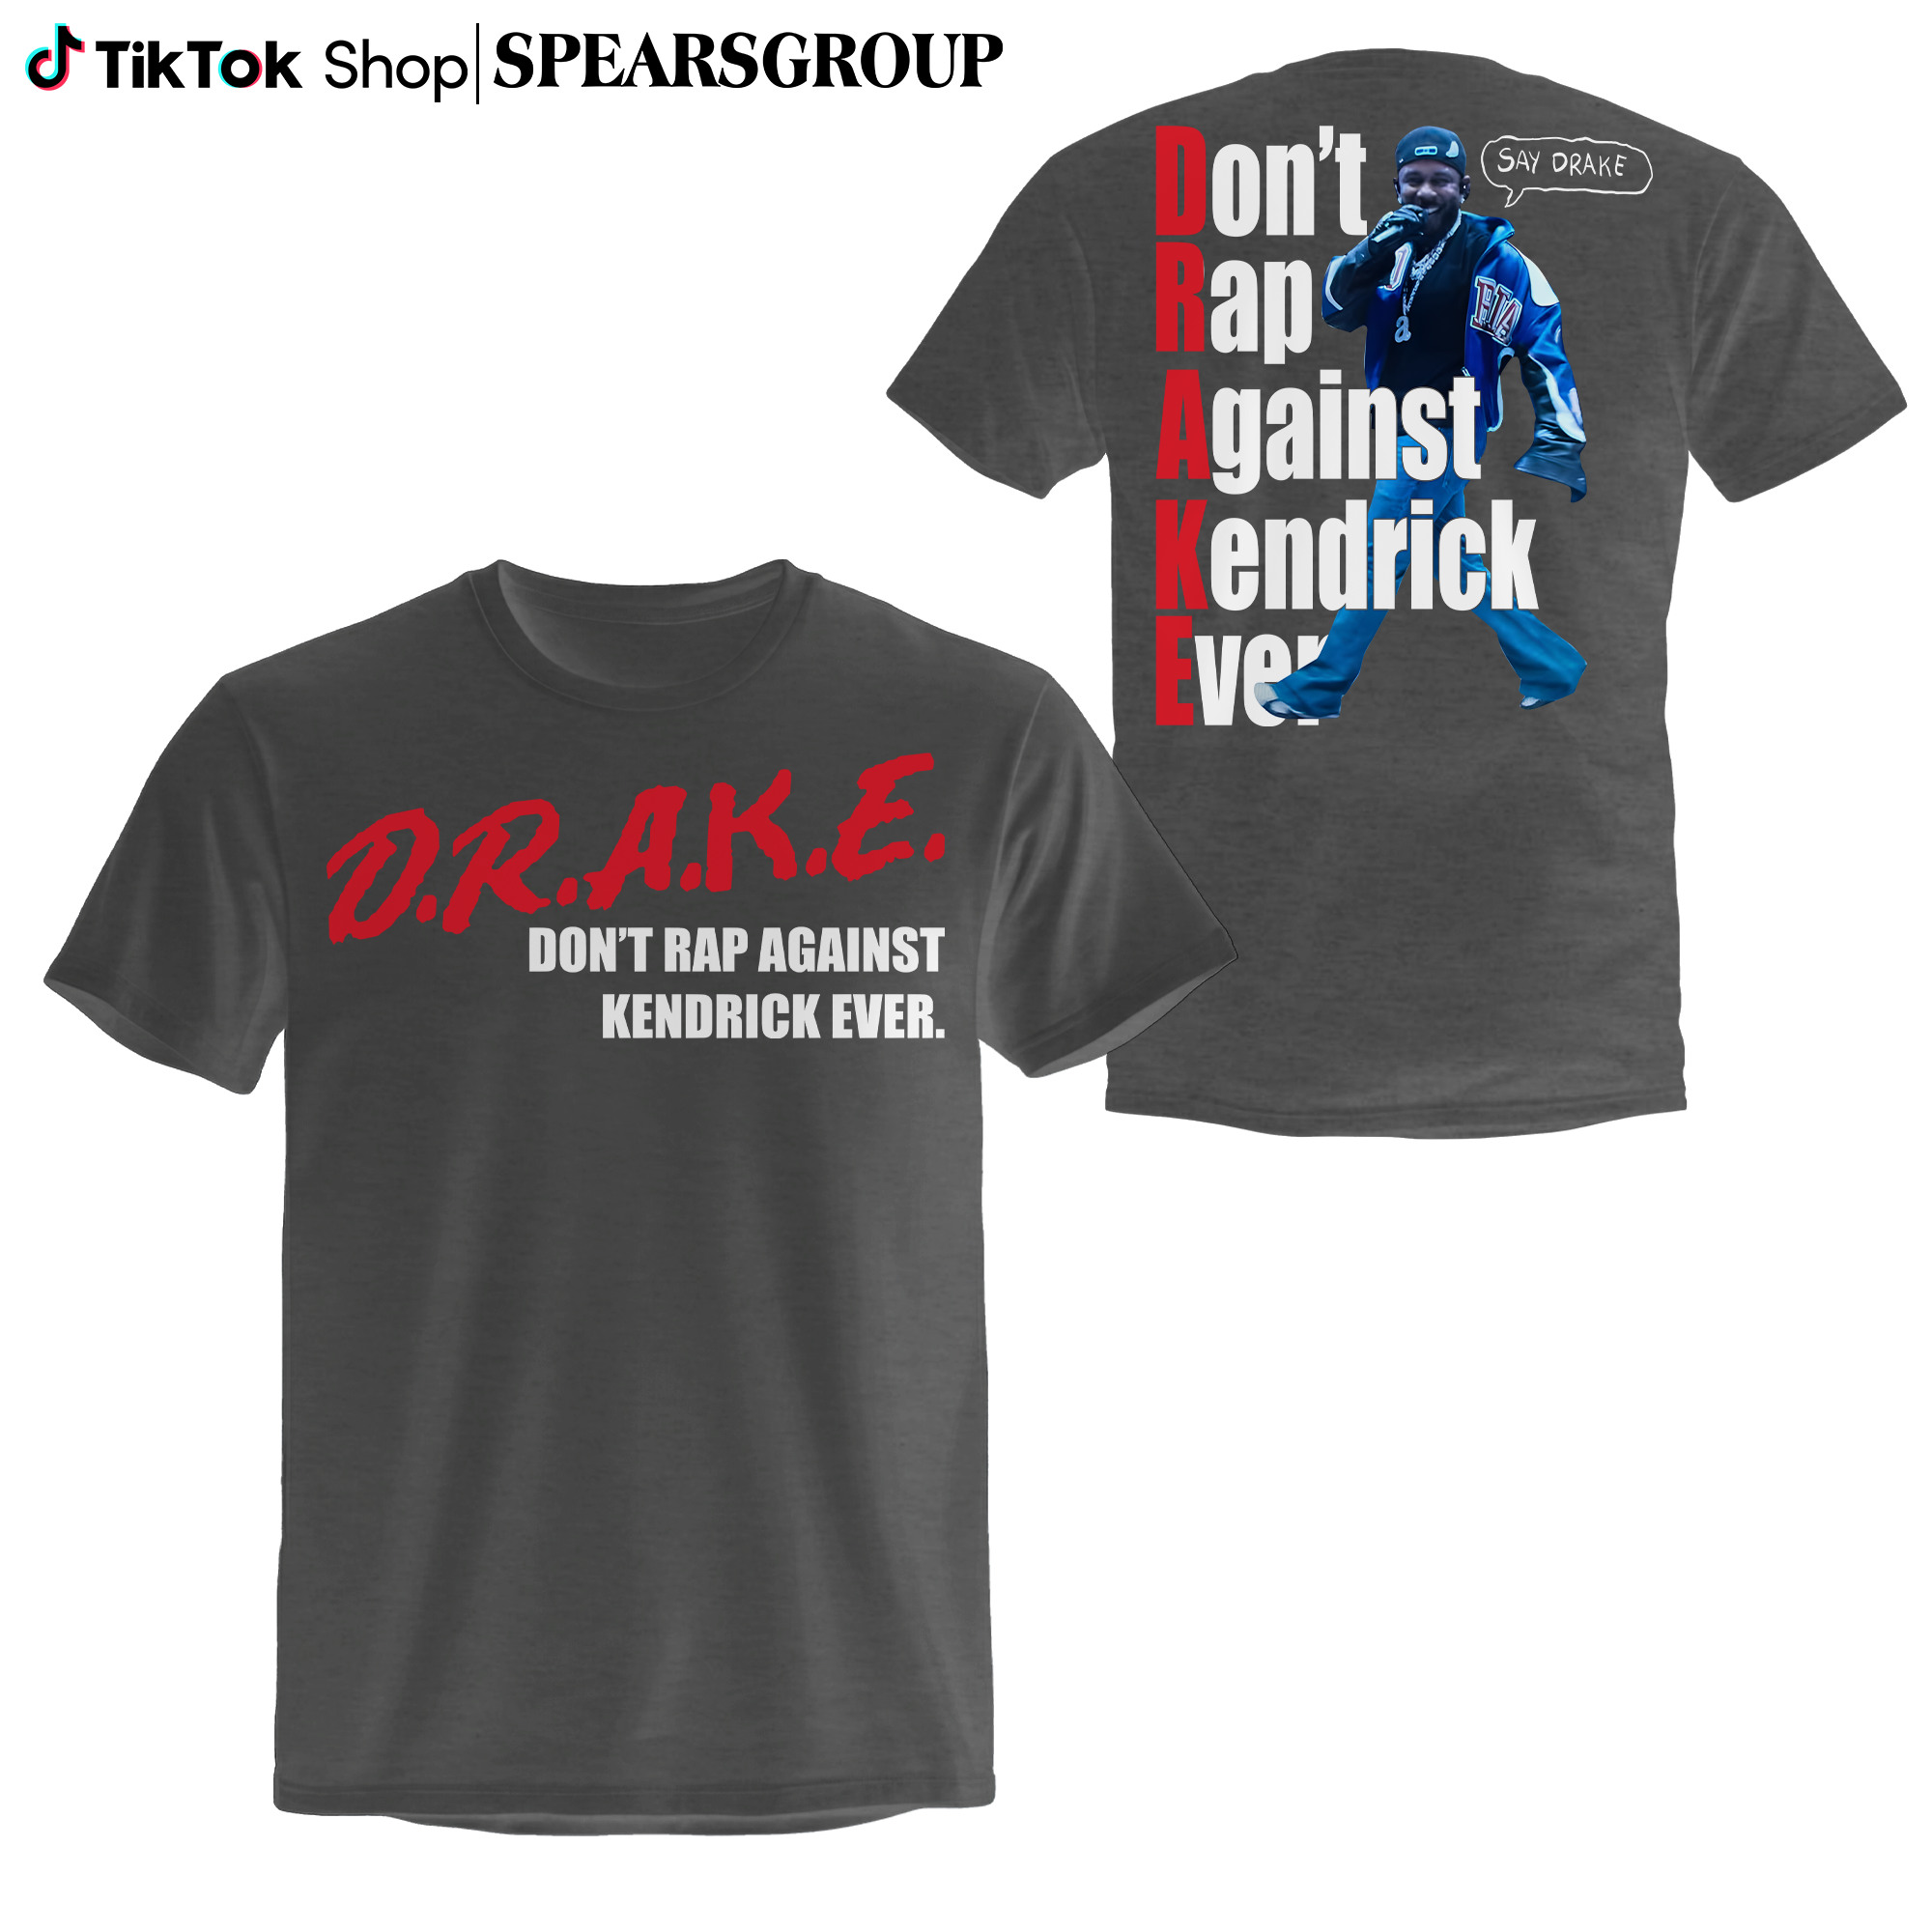 TikTok Shop | SPEARSGROUP
Don't
Rap
Against
Kendrick
Ever
SAY DRAKE
a
D.R.A.K.E.
DON'T RAP AGAINST
KENDRICK EVER.